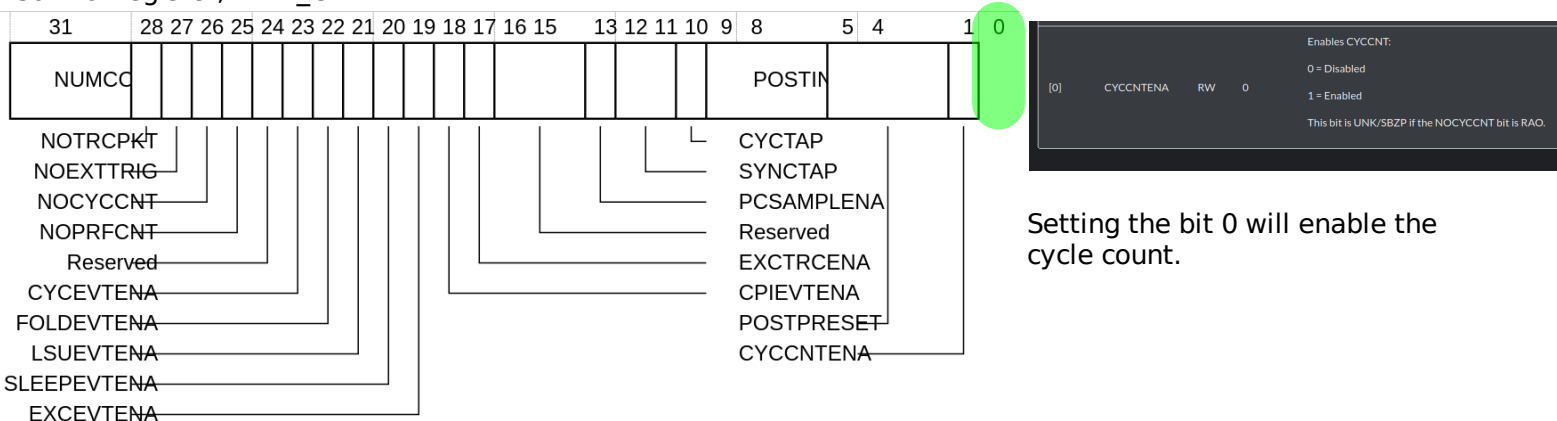 31 28 27 26 25 24 23 22 21 20 19 18 17 16 15 13 12 11 10 9 8 5 4 1 0
NUMCC POSTIN
NOTRCPKT
NOEXTTRIG
NOCYCCNT
NOPRFCNT
Reserved
CYCEVTENA
FOLDEVTENA
LSUEVTENA
SLEEPEVTENA
EXCEVTENA
CYCTAP
SYNCTAP
PCSAMPLENA
Reserved
EXCTRCENA
CPIEVTENA
POSTPRESET
CYCCNTENA
Enables CYCCNT:
0 = Disabled
[0] CYCCNTENA RW 0
1 = Enabled
This bit is UNK/SBZP if the NOCYCCNT bit is RAO.
Setting the bit 0 will enable the
cycle count.